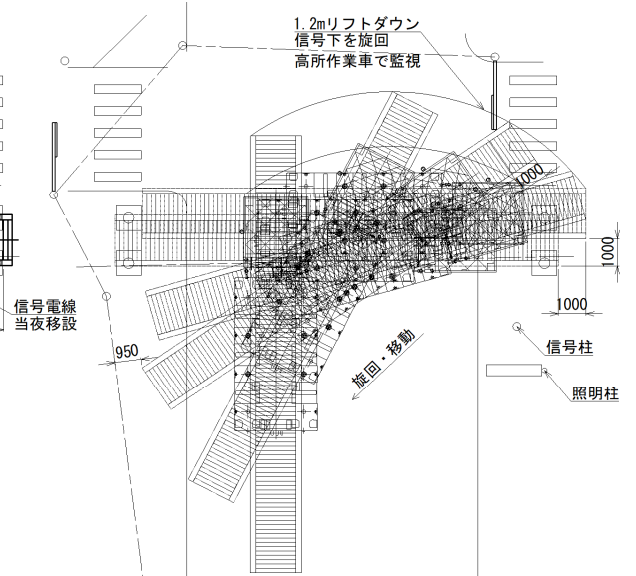 1.2mリフトダウン
信号下を旋回
高所作業車で監視
1000
1000
1000
信号電線
当夜移設
950
旋回・移動
信号柱
照明柱